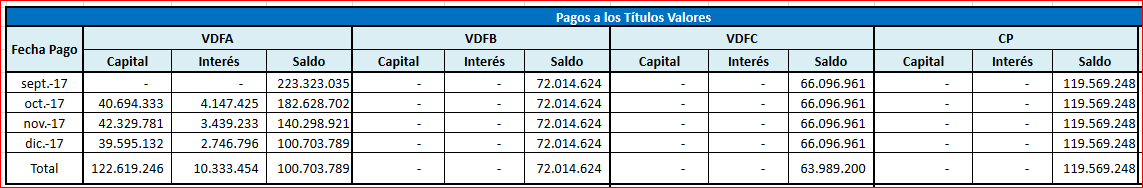 Pagos a los Títulos Valores
Fecha Pago VDFA VDFB VDFC CP
Capital Interés Saldo Capital Interés Saldo Capital Interés Saldo Capital Interés Saldo
sept.-17 - - 223.323.035 - - 72.014.624 - - 66.096.961 - - 119.569.248
oct.-17 40.694.333 4.147.425 182.628.702 - - 72.014.624 - - 66.096.961 - - 119.569.248
nov.-17 42.329.781 3.439.233 140.298.921 - - 72.014.624 - - 66.096.961 - - 119.569.248
dic.-17 39.595.132 2.746.796 100.703.789 - - 72.014.624 - - 66.096.961 - - 119.569.248
Total 122.619.246 10.333.454 100.703.789 - - 72.014.624 - - 63.989.200 - - 119.569.248